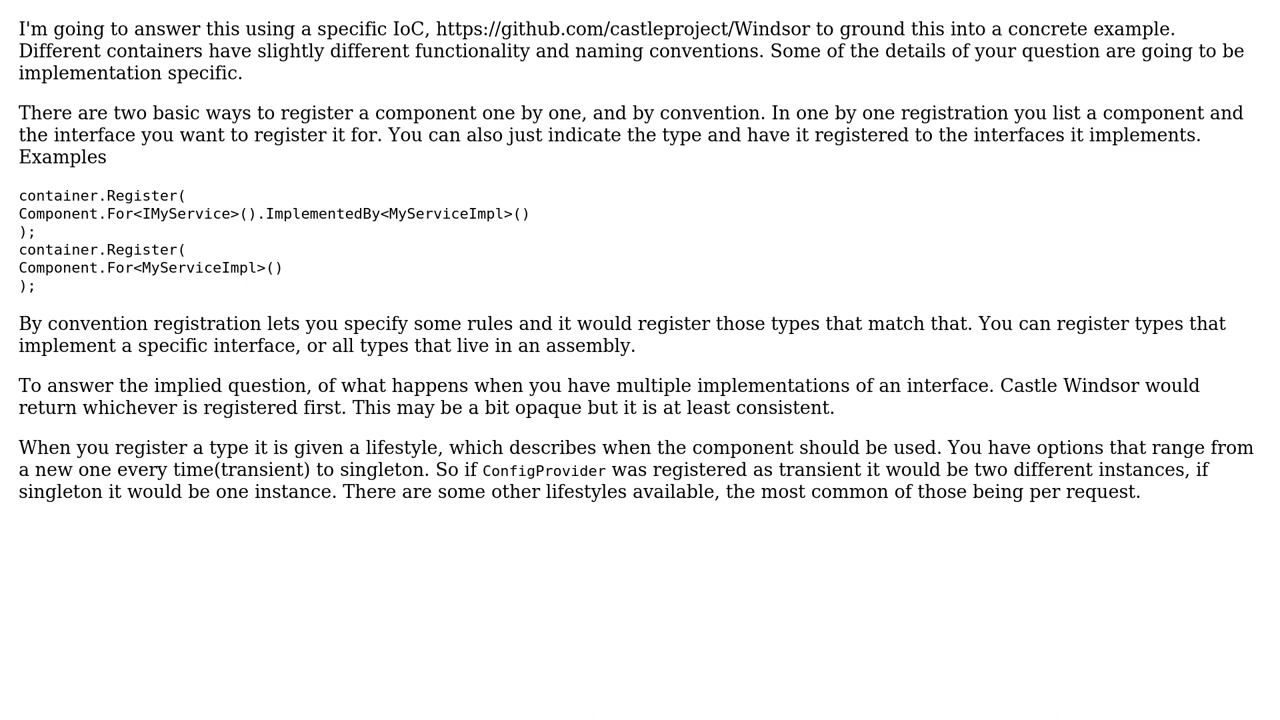 I'm going to answer this using a specific IoC, https://github.com/castleproject/Windsor to ground this into a concrete example.
Different containers have slightly different functionality and naming conventions. Some of the details of your question are going to be
implementation specific.
There are two basic ways to register a component one by one, and by convention. In one by one registration you list a component and
the interface you want to register it for. You can also just indicate the type and have it registered to the interfaces it implements.
Examples
container.Register(
Component.For<IMyService>().ImplementedBy<MyServiceImpl>()
);
container.Register(
Component.For<MyServiceImpl>()
);
By convention registration lets you specify some rules and it would register those types that match that. You can register types that
implement a specific interface, or all types that live in an assembly.
To answer the implied question, of what happens when you have multiple implementations of an interface. Castle Windsor would
return whichever is registered first. This may be a bit opaque but it is at least consistent.
When you register a type it is given a lifestyle, which describes when the component should be used. You have options that range from
a new one every time(transient) to singleton. So if ConfigProvider was registered as transient it would be two different instances, if
singleton it would be one instance. There are some other lifestyles available, the most common of those being per request.